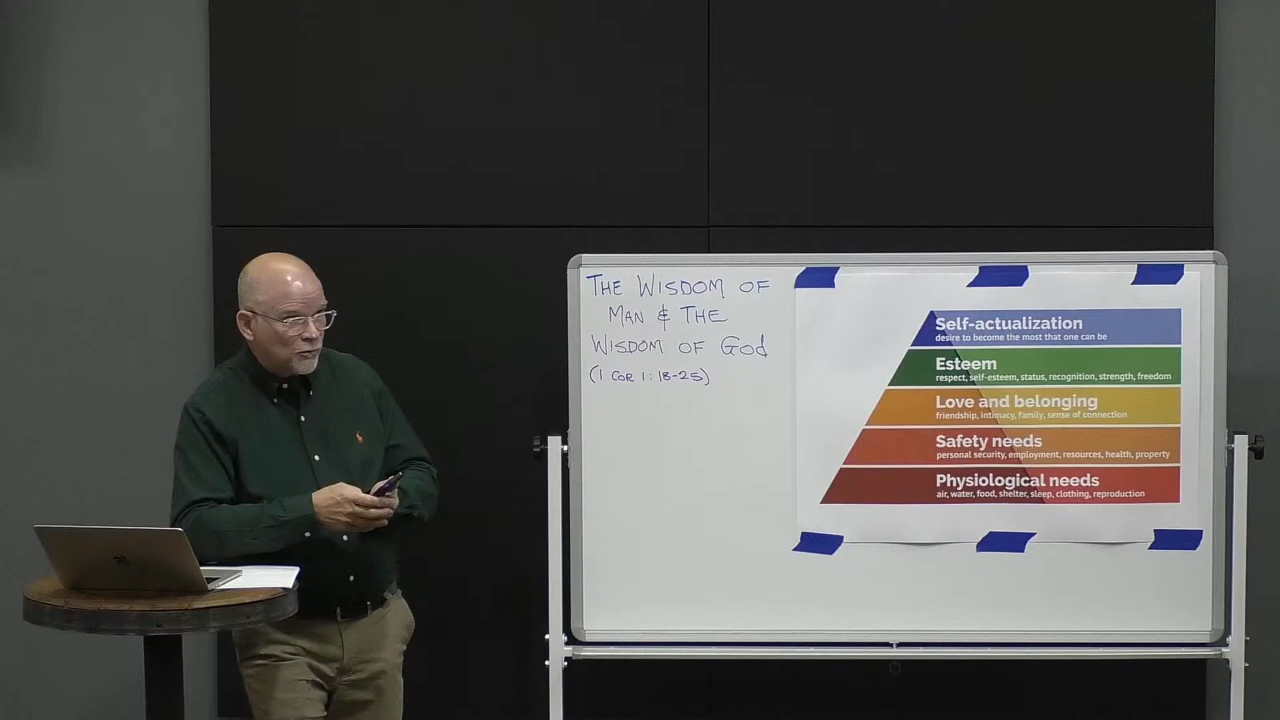 THE WISDOM OF
MAN & THE
WISDOM OF GOD
(1 COR 1:18-25)
Self-actualization
desire to become the most that one can be
Esteem
respect, self-esteem, status, recognition, strength, freedom
Love and belonging
friendship, intimacy, family, sense of connection
Safety needs
personal security, employment, resources, health, property
Physiological needs
air, water, food, shelter, sleep, clothing, reproduction